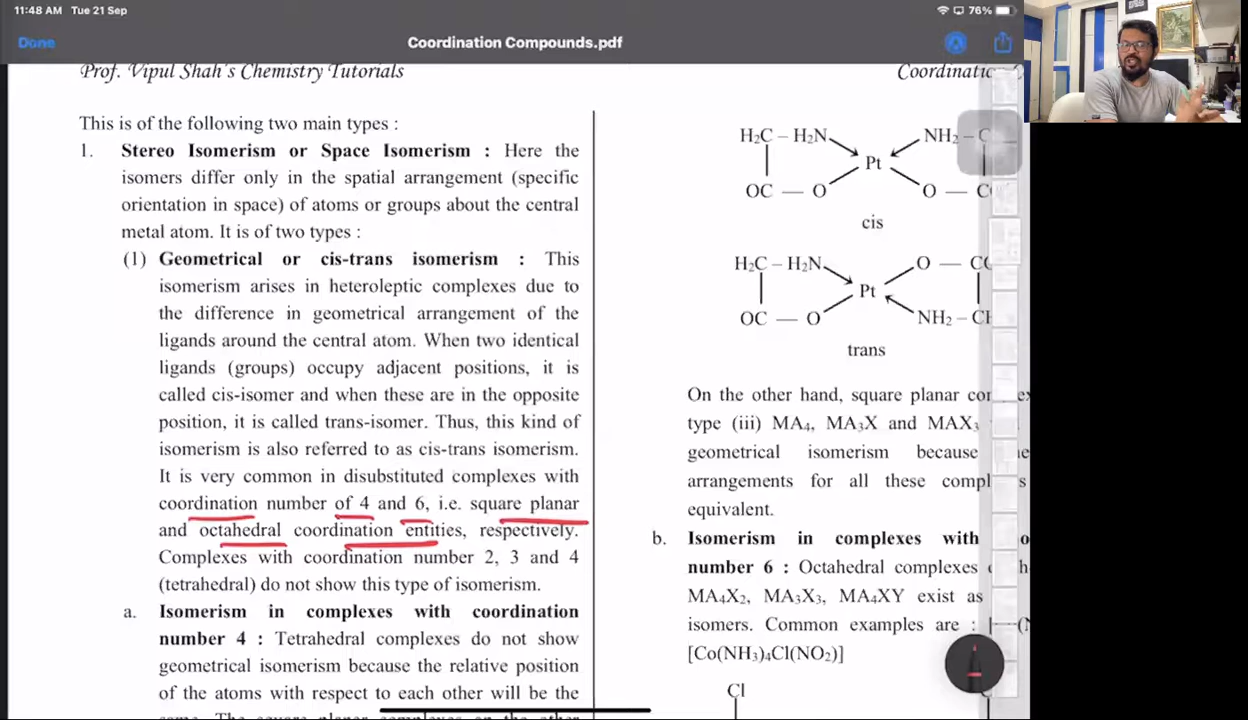 11:48 AM Tue 21 Sep
76%
Done
Coordination Compounds.pdf
Prof. Vipul Shah's Chemistry Tutorials
This is of the following two main types :
1. Stereo Isomerism or Space Isomerism : Here the
isomers differ only in the spatial arrangement (specific
orientation in space) of atoms or groups about the central
metal atom. It is of two types :
(1) Geometrical or cis-trans isomerism : This
isomerism arises in heteroleptic complexes due to
the difference in geometrical arrangement of the
ligands around the central atom. When two identical
ligands (groups) occupy adjacent positions, it is
called cis-isomer and when these are in the opposite
position, it is called trans-isomer. Thus, this kind of
isomerism is also referred to as cis-trans isomerism.
It is very common in disubstituted complexes with
coordination number of 4 and 6, i.e. square planar
and octahedral coordination entities, respectively.
Complexes with coordination number 2, 3 and 4
(tetrahedral) do not show this type of isomerism.
a. Isomerism in complexes with coordination
number 4 : Tetrahedral complexes do not show
geometrical isomerism because the relative position
of the atoms with respect to each other will be the
H₂C – H₂N NH₂ – C
Pt
OC — O O — C
cis
H₂C – H₂N O — CO
Pt
OC — O NH₂ – CH
trans
On the other hand, square planar
type (iii) MA₄, MA₃X and MAX₃
geometrical isomerism because
arrangements for all these
equivalent.
b. Isomerism in complexes with
number 6 : Octahedral complexes
MA₄X₂, MA₃X₃, MA₄XY exist as
isomers. Common examples are :
[Co(NH₃)₄Cl(NO₂)]
Cl